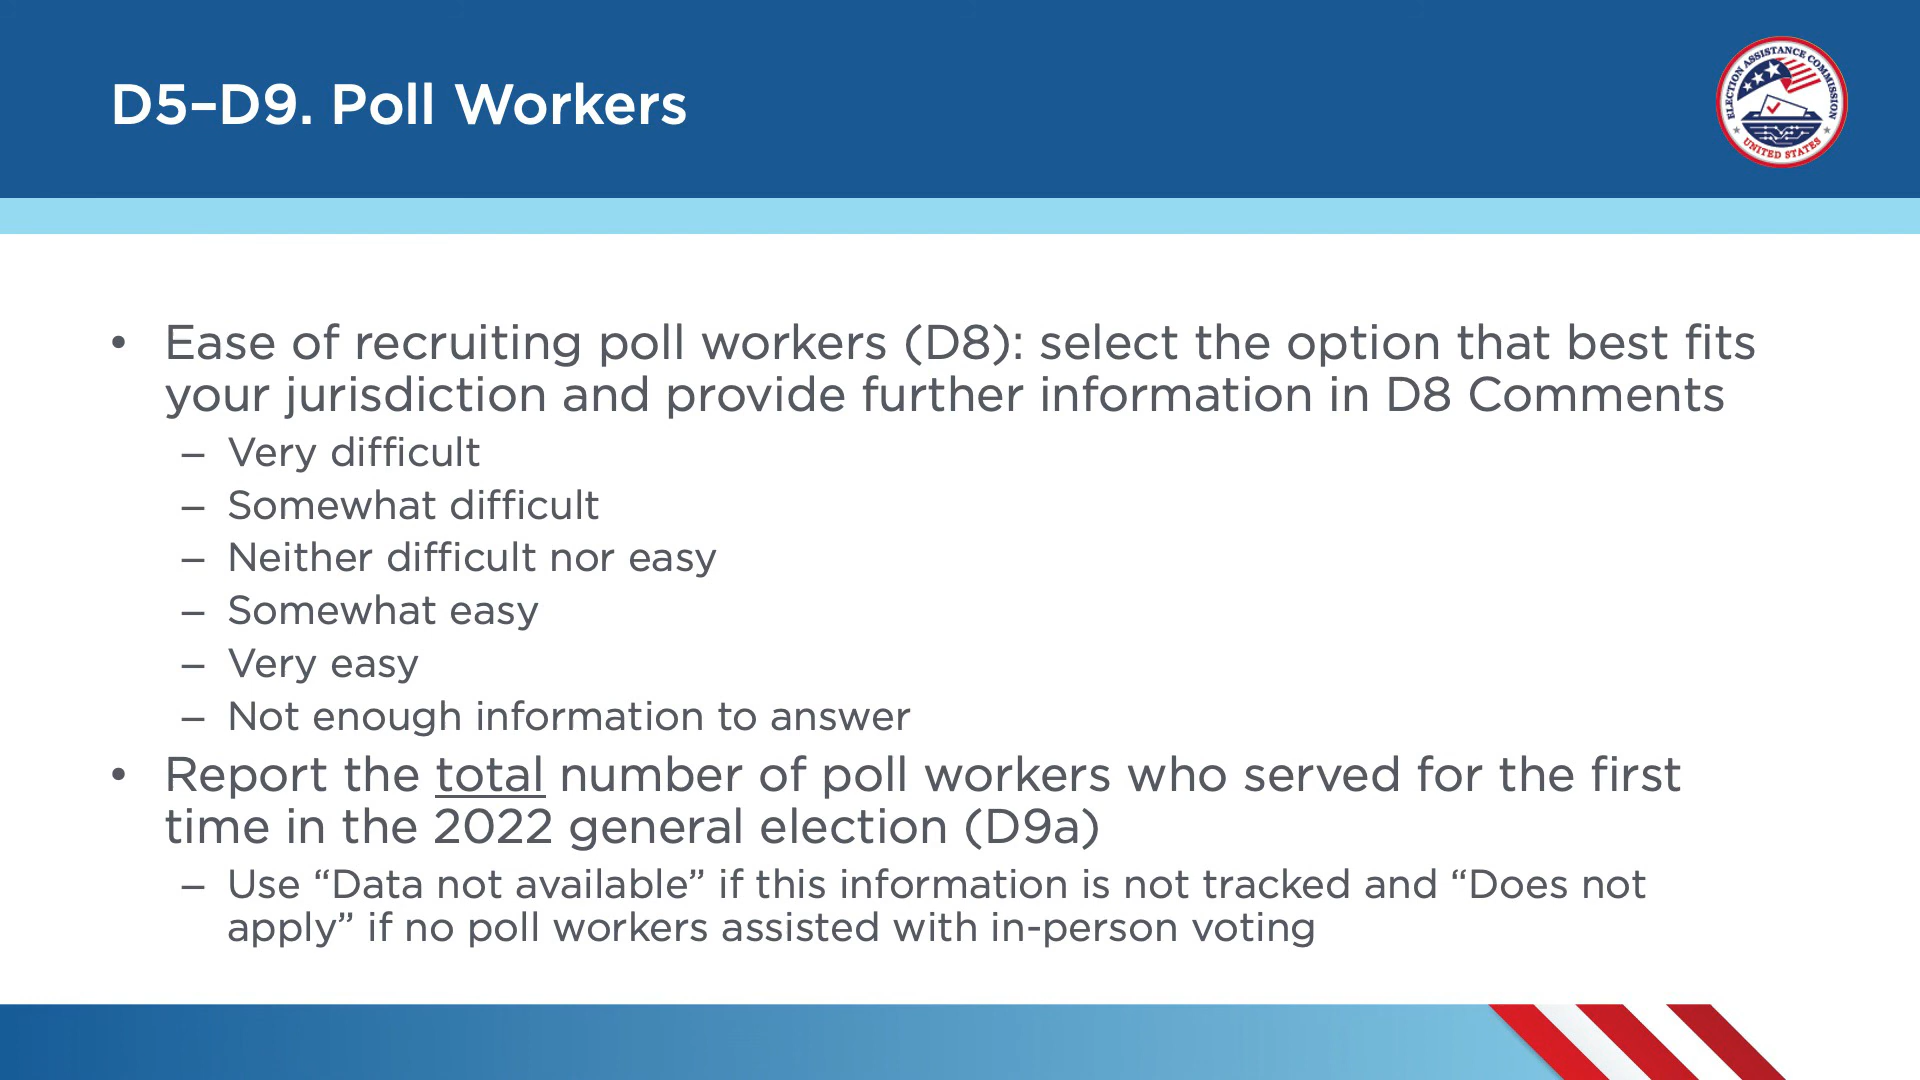 D5–D9. Poll Workers
ELECTION ASSISTANCE COMMISSION
UNITED STATES
• Ease of recruiting poll workers (D8): select the option that best fits
your jurisdiction and provide further information in D8 Comments
– Very difficult
– Somewhat difficult
– Neither difficult nor easy
– Somewhat easy
– Very easy
– Not enough information to answer
• Report the total number of poll workers who served for the first
time in the 2022 general election (D9a)
– Use “Data not available” if this information is not tracked and “Does not
apply” if no poll workers assisted with in-person voting